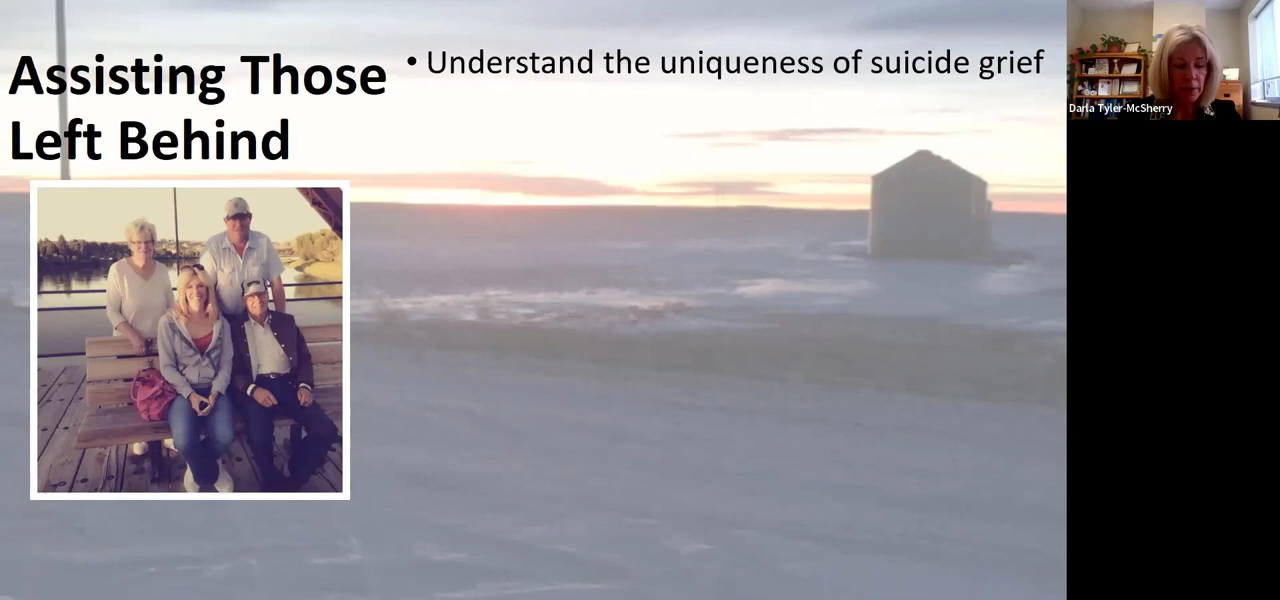 Assisting Those
Left Behind
• Understand the uniqueness of suicide grief
Darla Tyler-McSherry